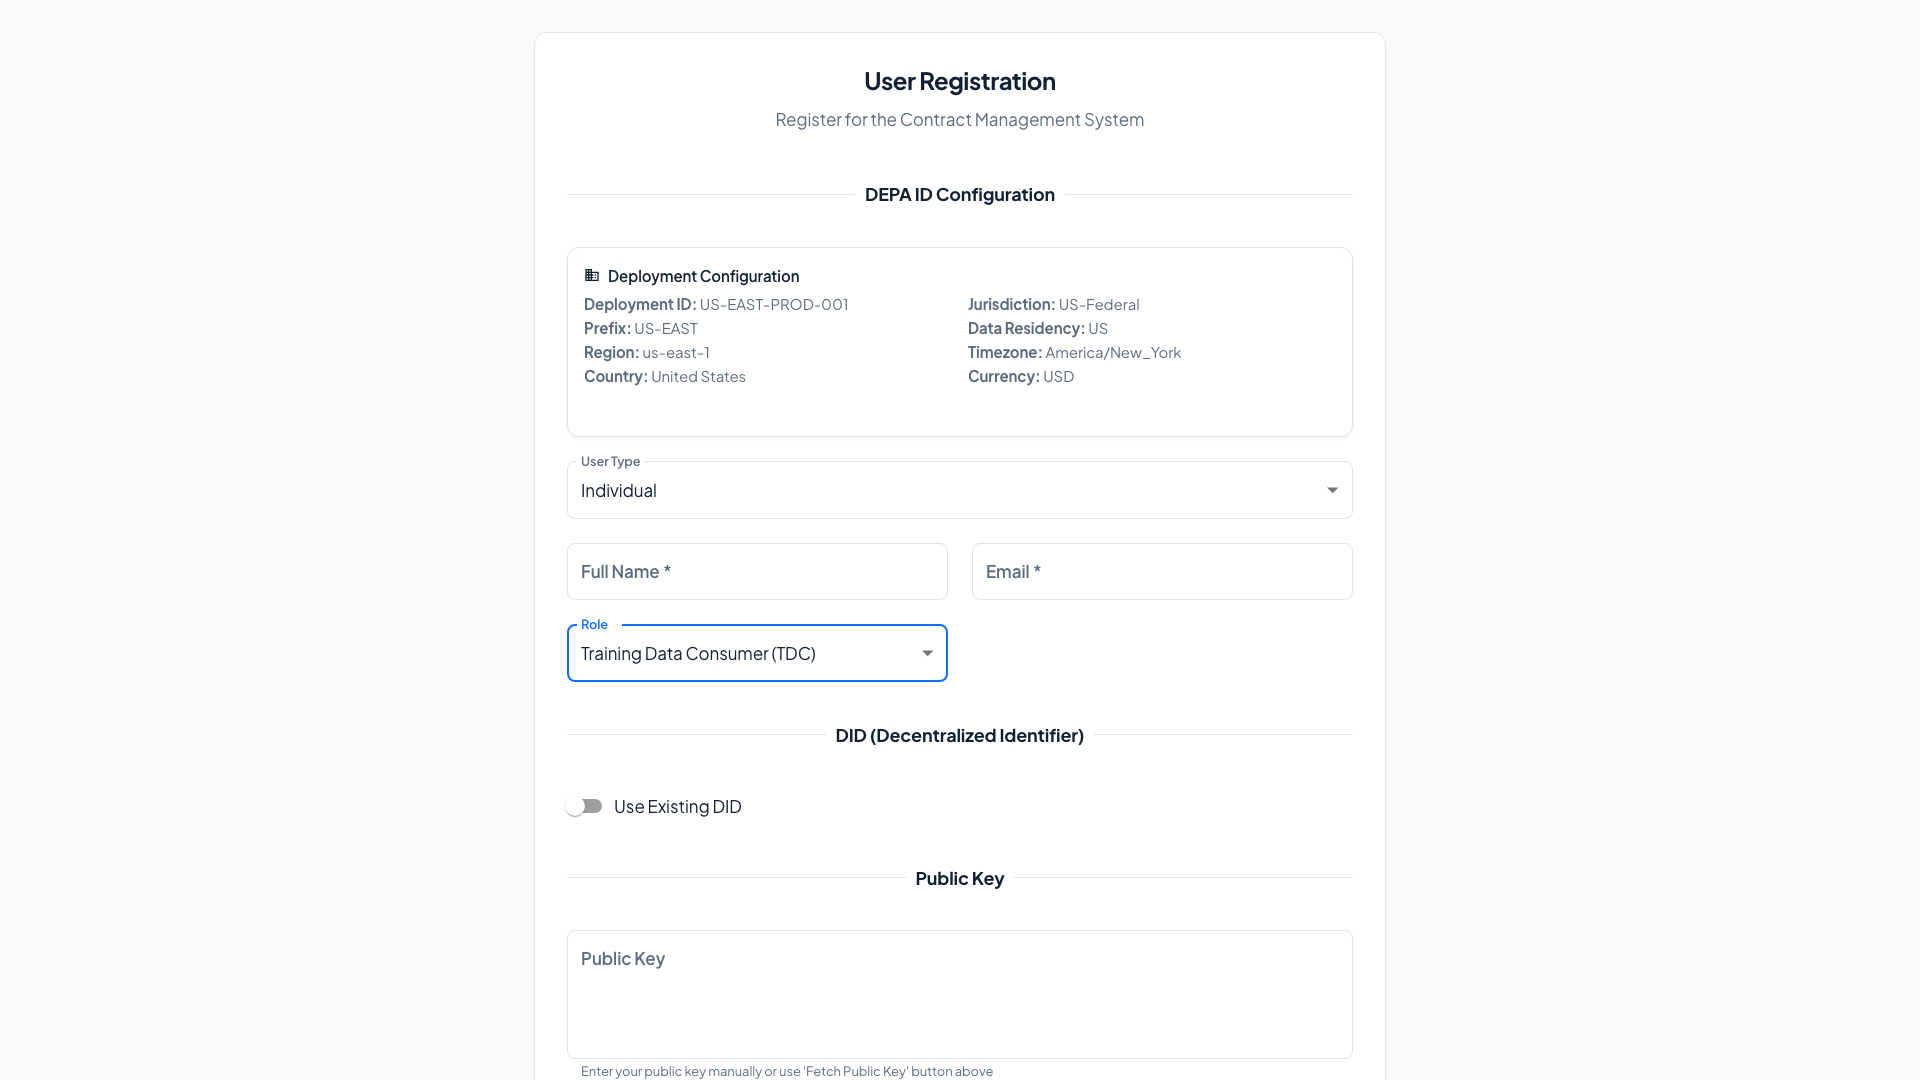 User Registration
Register for the Contract Management System
DEPA ID Configuration
Deployment Configuration
Deployment ID: US-EAST-PROD-001
Jurisdiction: US-Federal
Prefix: US-EAST
Data Residency: US
Region: us-east-1
Timezone: America/New_York
Country: United States
Currency: USD
User Type
Individual
Full Name *
Email *
Role
Training Data Consumer (TDC)
DID (Decentralized Identifier)
Use Existing DID
Public Key
Public Key
Enter your public key manually or use 'Fetch Public Key' button above